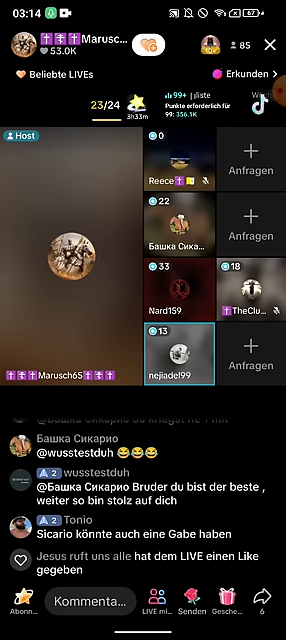 03:14
67
✝️✝️✝️Marusc...
53.0K
85
Beliebte LIVEs
Erkunden
23/24
3h33m
99+
Punkte erforderlich für
99: 356.1K
Host
✝️✝️✝️Marusch65✝️✝️✝️
0
Reece✝️
Anfragen
22
Башка Сика...
Anfragen
33
Nard159
18
✝️TheClu...
13
nejiadel99
Anfragen
Башка Сикарио
@wusstestduh 😂😂😂
2 wusstestduh
@Башка Сикарио Bruder du bist der beste ,
weiter so bin stolz auf dich
2 Tonio
Sicario könnte auch eine Gabe haben
Jesus ruft uns alle hat dem LIVE einen Like
gegeben
Abonn...
Kommenta...
LIVE mi...
Senden
Gesche...
6